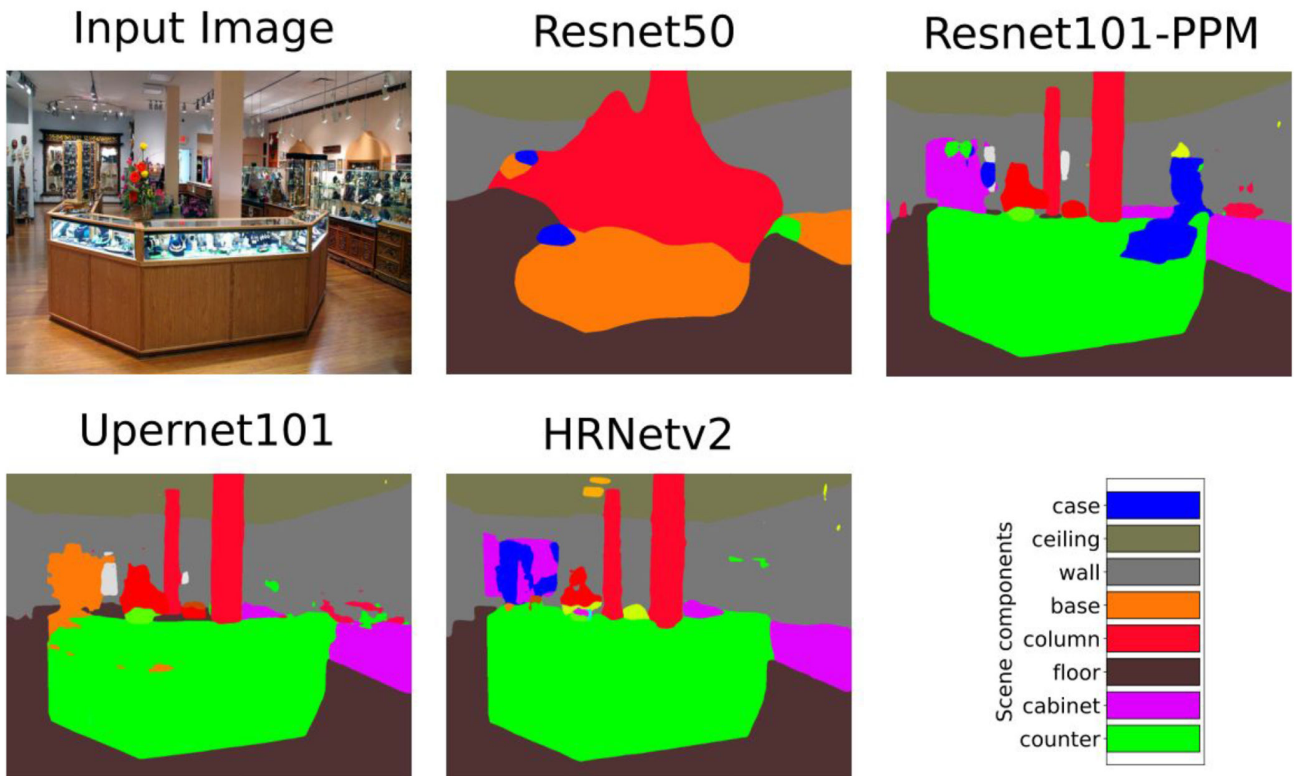 Input Image
Resnet50
Resnet101-PPM
Upernet101
HRNetv2
Scene components
case
ceiling
wall
base
column
floor
cabinet
counter